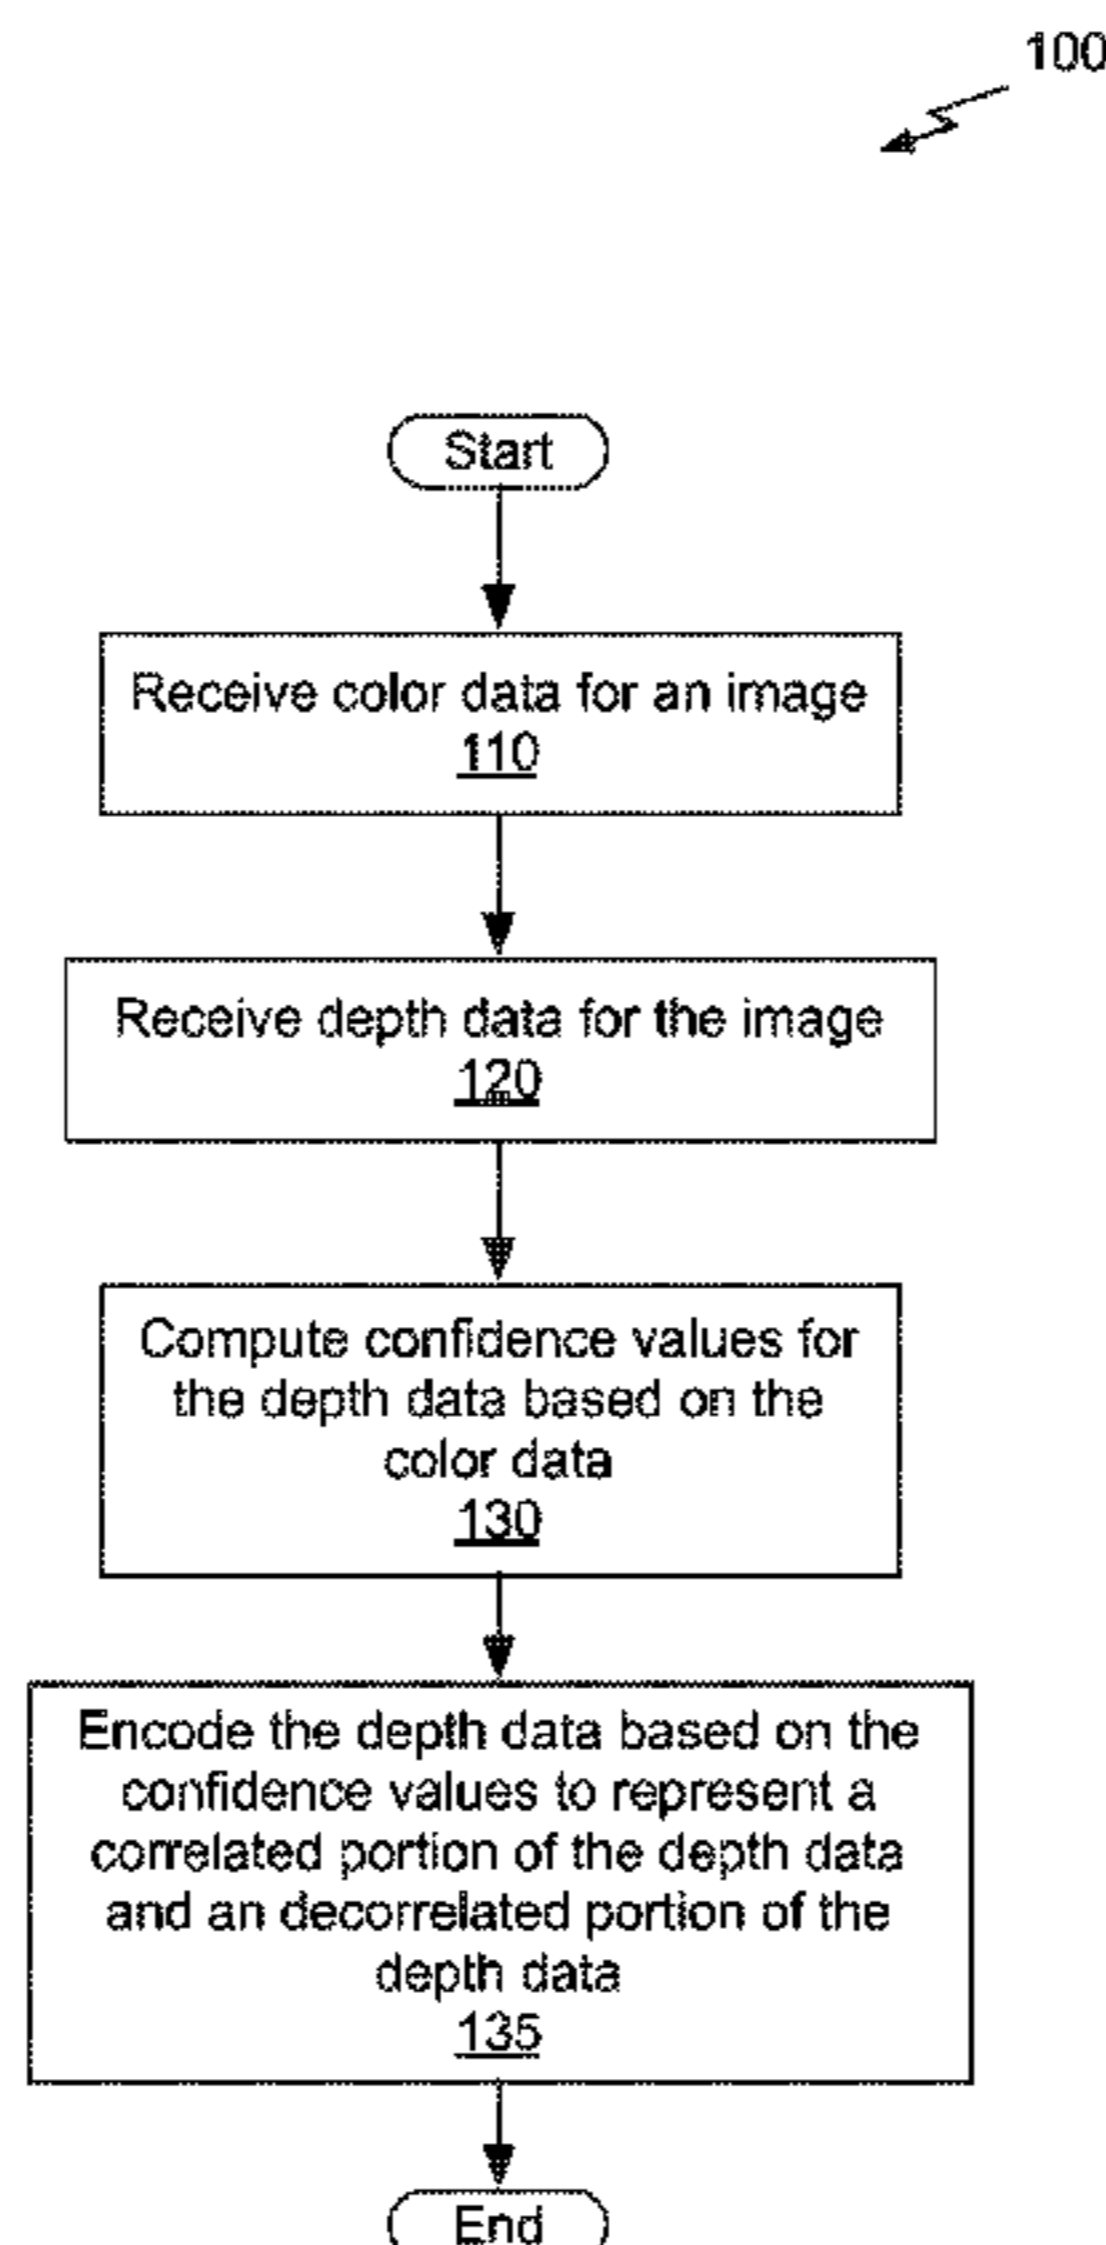 100
Start
Receive color data for an image
110
Receive depth data for the image
120
Compute confidence values for
the depth data based on the
color data
130
Encode the depth data based on the
confidence values to represent a
correlated portion of the depth data
and an decorrelated portion of the
depth data
135
End